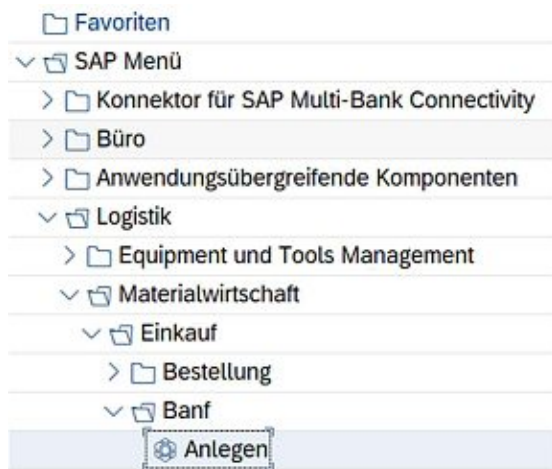 Favoriten
SAP Menü
Konnektor für SAP Multi-Bank Connectivity
Büro
Anwendungsübergreifende Komponenten
Logistik
Equipment und Tools Management
Materialwirtschaft
Einkauf
Bestellung
Banf
Anlegen